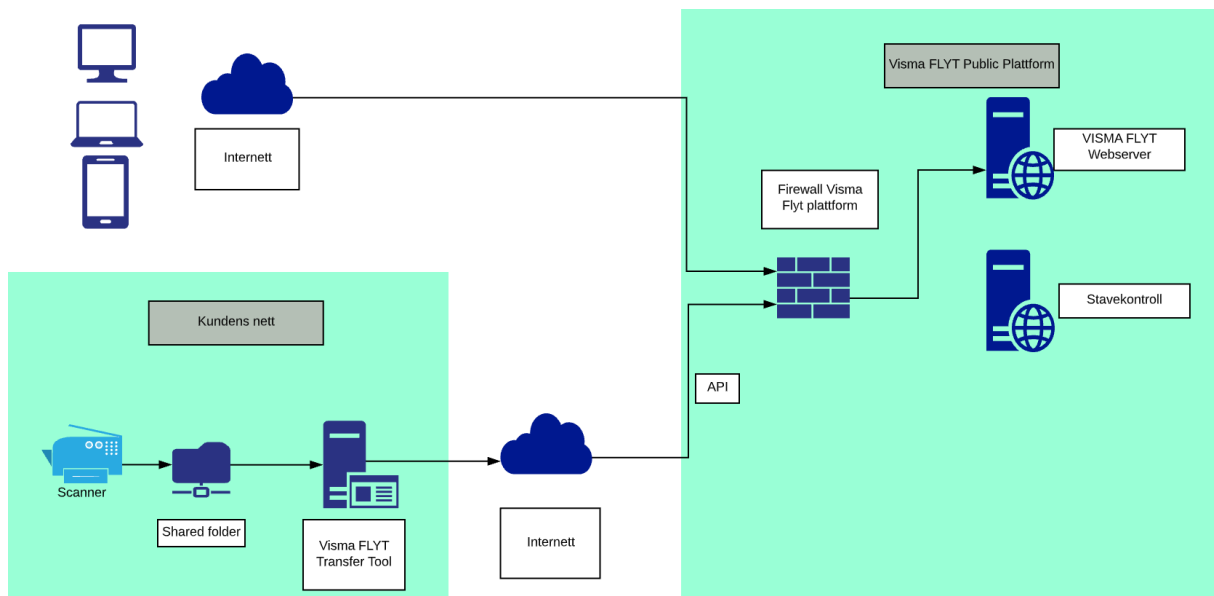 Visma FLYT Public Plattform
VISMA FLYT
Webserver
Internett
Firewall Visma
Flyt plattform
Stavekontroll
Kundens nett
API
Scanner
Shared folder
Visma FLYT
Transfer Tool
Internett